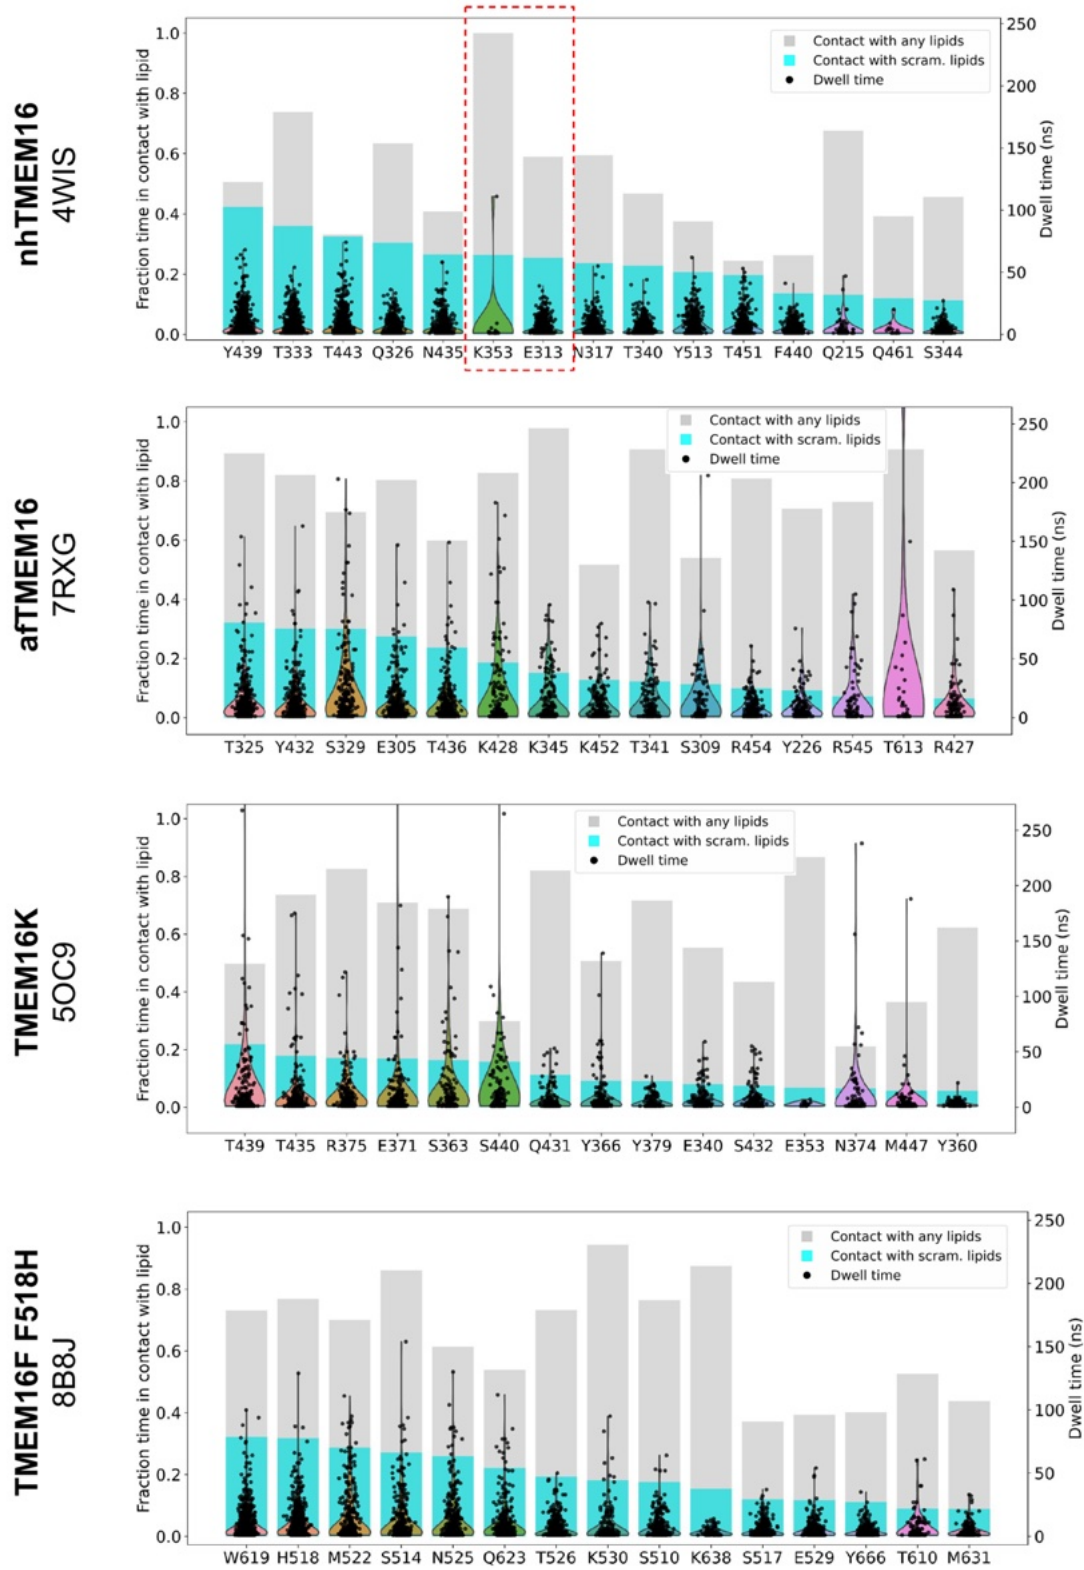 nhTMEM16
4WIS
Fraction time in contact with lipid
1.0
0.8
0.6
0.4
0.2
0.0
Contact with any lipids
Contact with scram. lipids
Dwell time
250
200
150
100
50
0
Dwell time (ns)
Y439 T333 T443 Q326 N435 K353 E313 N317 T340 Y513 T451 F440 Q215 Q461 S344
afTMEM16
7RXG
Fraction time in contact with lipid
1.0
0.8
0.6
0.4
0.2
0.0
Contact with any lipids
Contact with scram. lipids
Dwell time
250
200
150
100
50
0
Dwell time (ns)
T325 Y432 S329 E305 T436 K428 K345 K452 T341 S309 R454 Y226 R545 T613 R427
TMEM16K
5OC9
Fraction time in contact with lipid
1.0
0.8
0.6
0.4
0.2
0.0
Contact with any lipids
Contact with scram. lipids
Dwell time
250
200
150
100
50
0
Dwell time (ns)
T439 T435 R375 E371 S363 S440 Q431 Y366 Y379 E340 S432 E353 N374 M447 Y360
TMEM16F F518H
8B8J
Fraction time in contact with lipid
1.0
0.8
0.6
0.4
0.2
0.0
Contact with any lipids
Contact with scram. lipids
Dwell time
250
200
150
100
50
0
Dwell time (ns)
W619 H518 M522 S514 N525 Q623 T526 K530 S510 K638 S517 E529 Y666 T610 M631